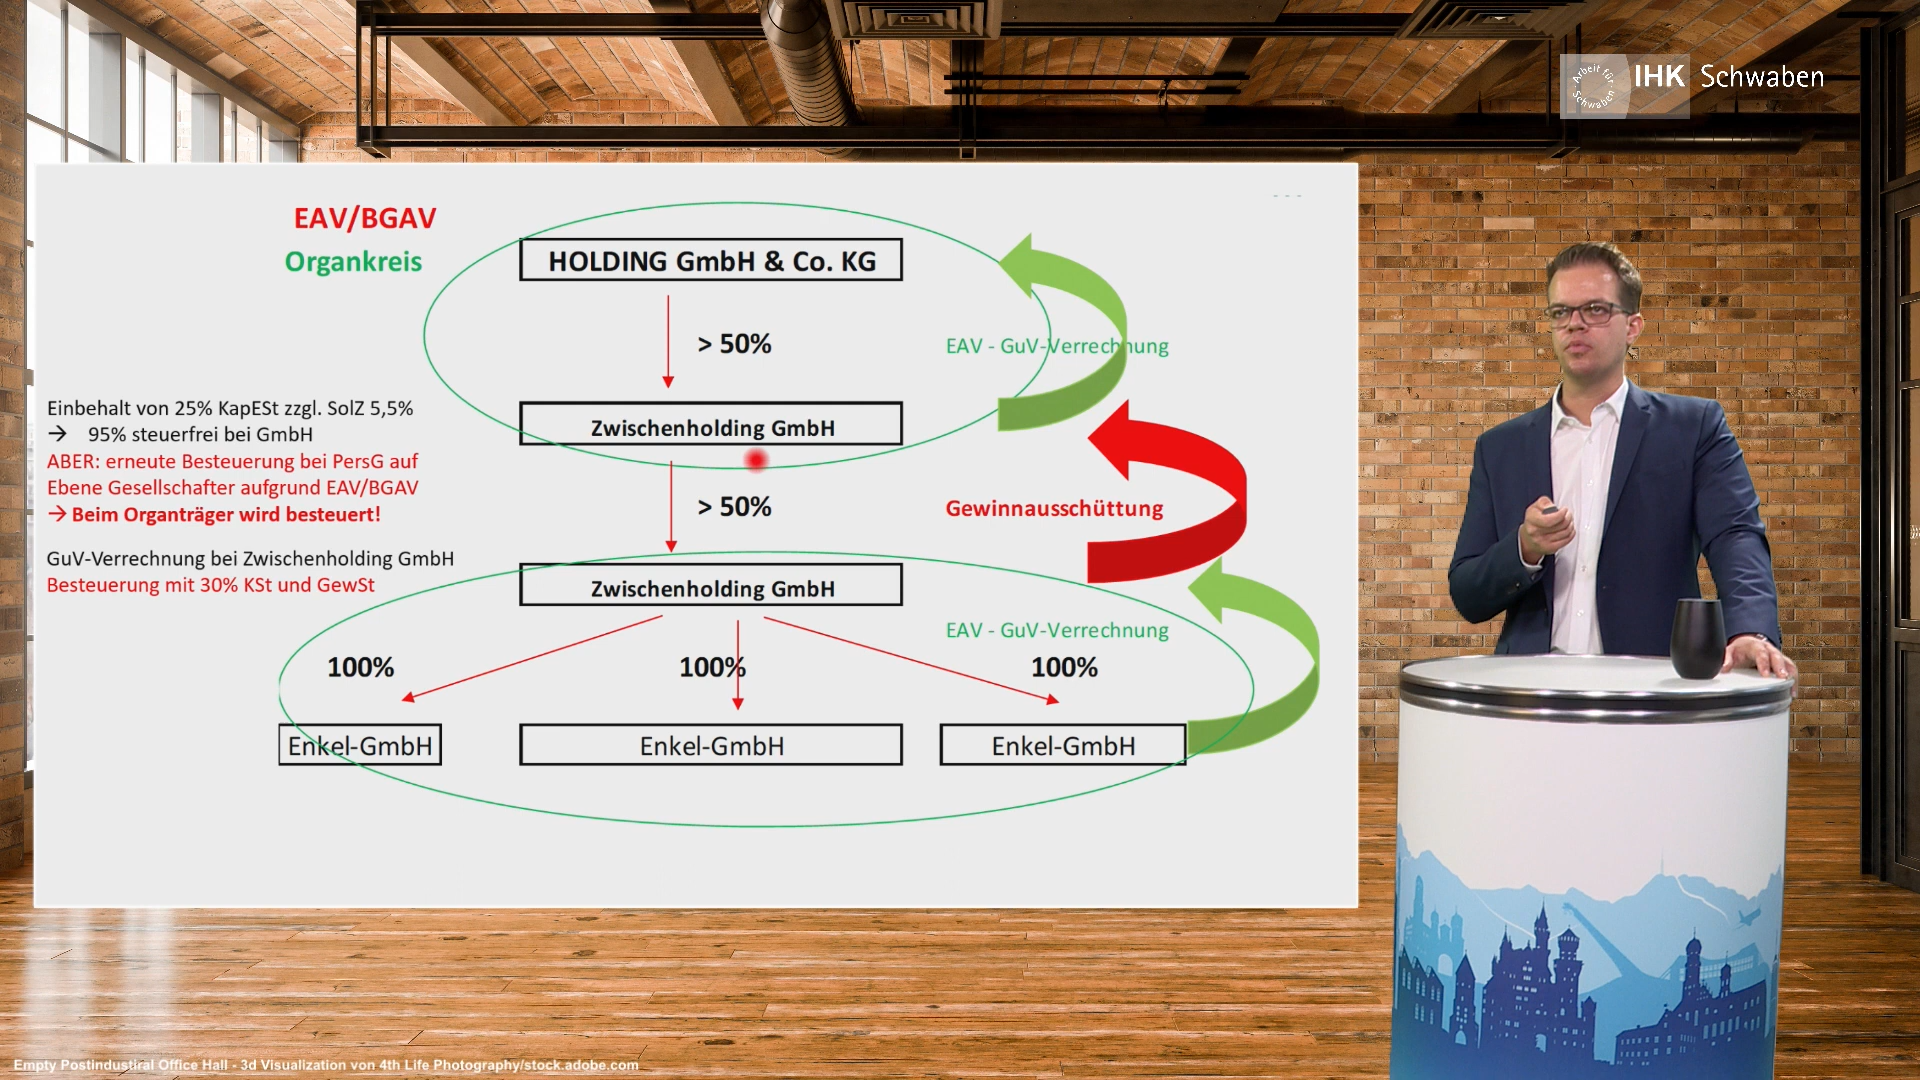 Arbeit für Schwaben
IHK Schwaben
EAV/BGAV
Organkreis
HOLDING GmbH & Co. KG
> 50%
EAV - GuV-Verrechnung
Zwischenholding GmbH
Einbehalt von 25% KapESt zzgl. SolZ 5,5%
→ 95% steuerfrei bei GmbH
ABER: erneute Besteuerung bei PersG auf
Ebene Gesellschafter aufgrund EAV/BGAV
→ Beim Organträger wird besteuert!
> 50%
Gewinnausschüttung
GuV-Verrechnung bei Zwischenholding GmbH
Besteuerung mit 30% KSt und GewSt
Zwischenholding GmbH
EAV - GuV-Verrechnung
100%
100%
100%
Enkel-GmbH
Enkel-GmbH
Enkel-GmbH
Empty Postindustiral Office Hall - 3d Visualization von 4th Life Photography/stock.adobe.com